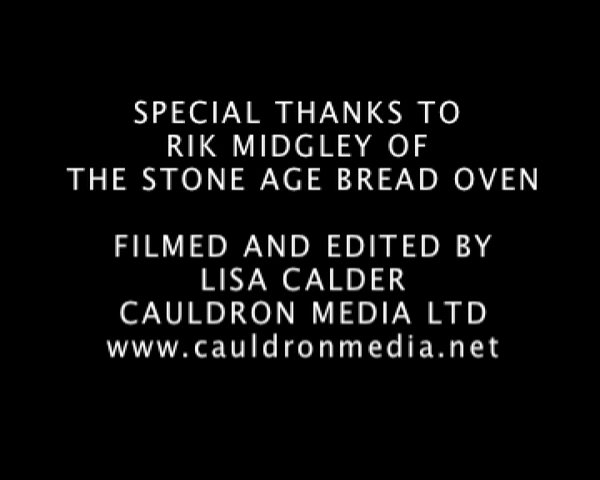 SPECIAL THANKS TO
RIK MIDGLEY OF
THE STONE AGE BREAD OVEN
FILMED AND EDITED BY
LISA CALDER
CAULDRON MEDIA LTD
www.cauldronmedia.net